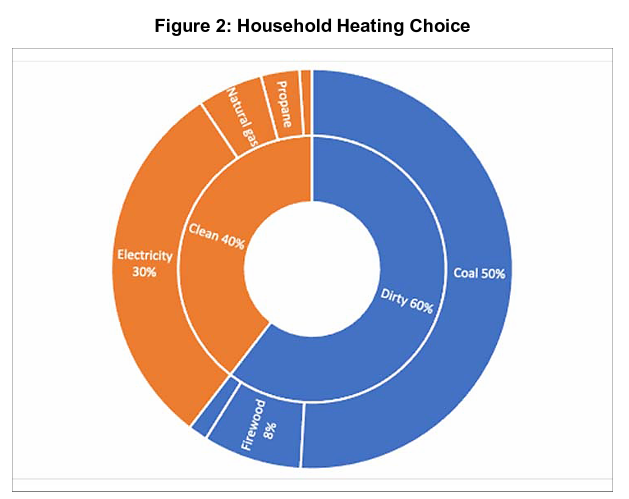 Figure 2: Household Heating Choice
Natural gas
Propane
Clean 40%
Electricity
30%
Dirty 60%
Coal 50%
Firewood
8%